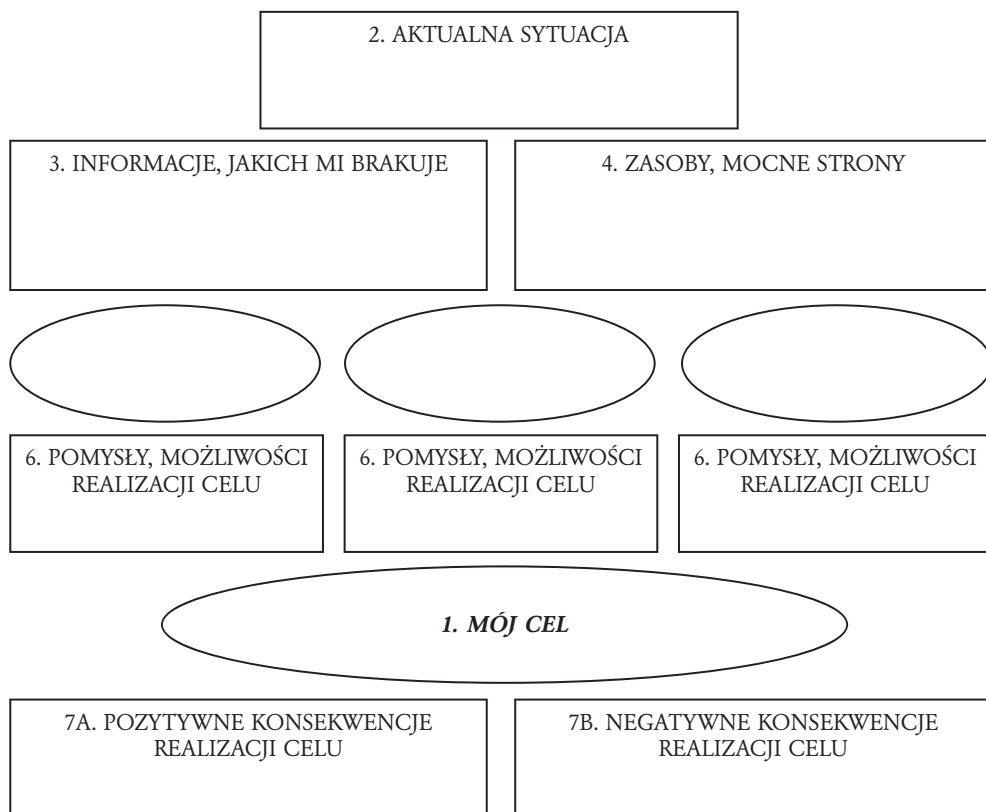 2. AKTUALNA SYTUACJA
3. INFORMACJE, JAKICH MI BRAKUJE
4. ZASOBY, MOCNE STRONY
6. POMYSŁY, MOŻLIWOŚCI
REALIZACJI CELU
6. POMYSŁY, MOŻLIWOŚCI
REALIZACJI CELU
6. POMYSŁY, MOŻLIWOŚCI
REALIZACJI CELU
1. MÓJ CEL
7A. POZYTYWNE KONSEKWENCJE
REALIZACJI CELU
7B. NEGATYWNE KONSEKWENCJE
REALIZACJI CELU